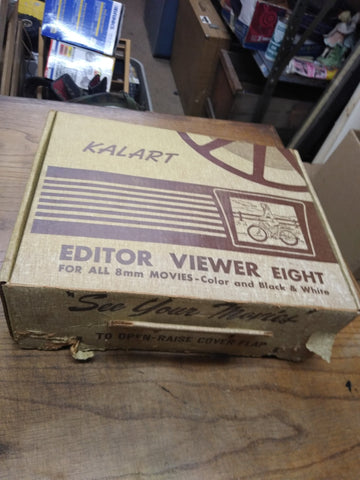 KALART
EDITOR VIEWER EIGHT
FOR ALL 8mm MOVIES-Color and Black & White
"See Your Movies"
TO OPEN-RAISE COVER FLAP